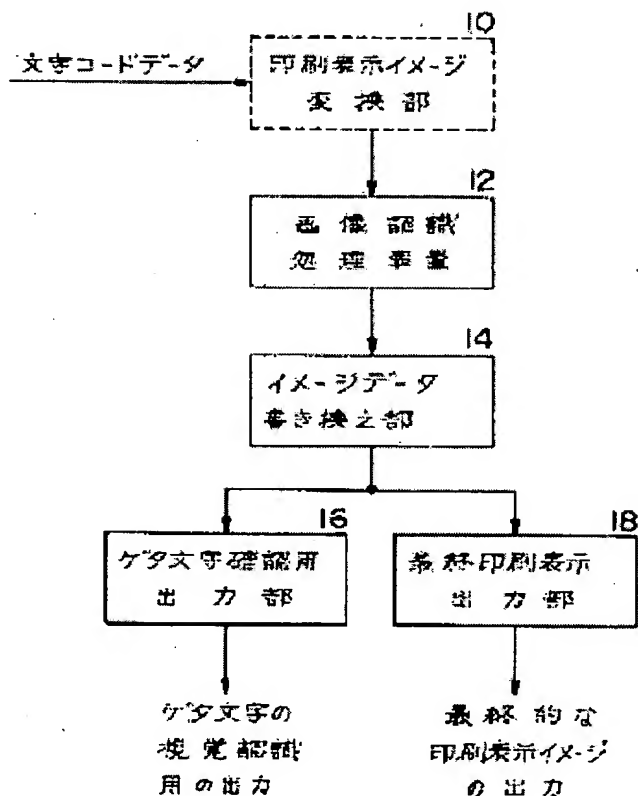 10
文字コードデータ
印刷表示イメージ
変換部
12
画像認識
処理装置
14
イメージデータ
書き換え部
16
ゲタ文字確認用
出力部
18
最終印刷表示
出力部
ゲタ文字の
視覚認識
用の出力
最終的な
印刷表示イメージ
の出力